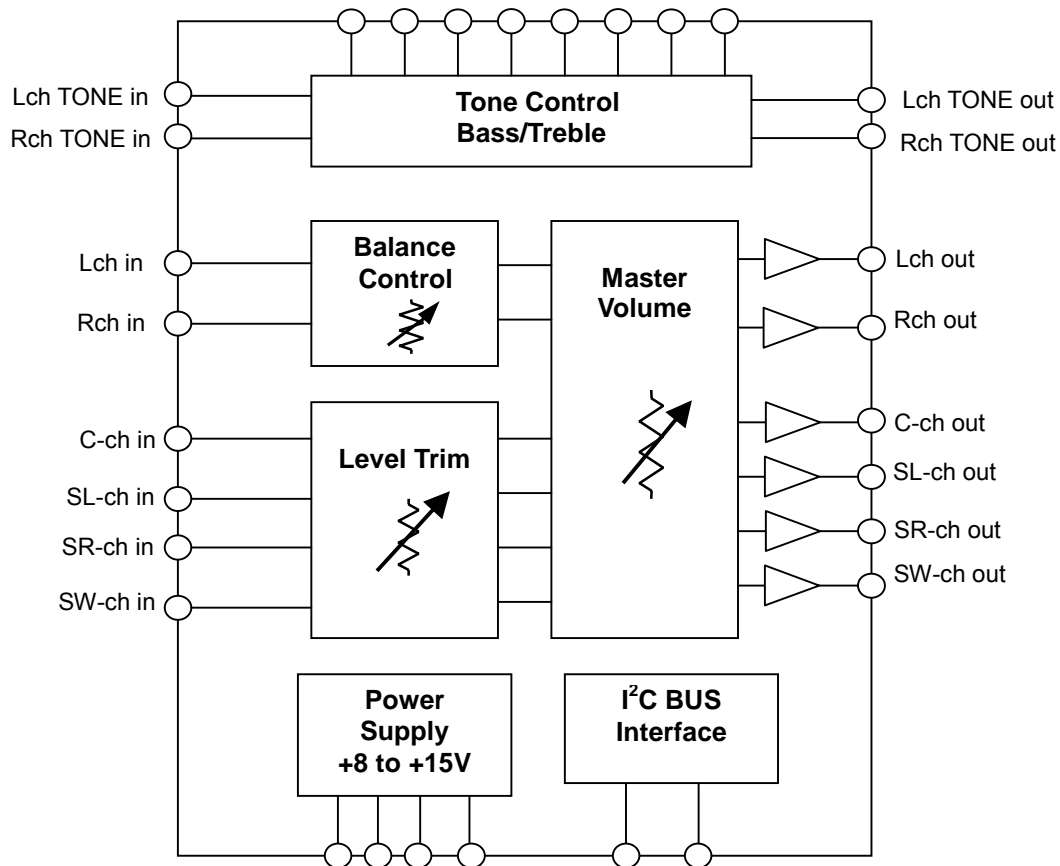 Tone Control
Bass/Treble
Lch TONE in
Rch TONE in
Lch TONE out
Rch TONE out
Lch in
Rch in
Balance
Control
Master
Volume
Lch out
Rch out
C-ch in
SL-ch in
SR-ch in
SW-ch in
Level Trim
C-ch out
SL-ch out
SR-ch out
SW-ch out
Power
Supply
+8 to +15V
I²C BUS
Interface